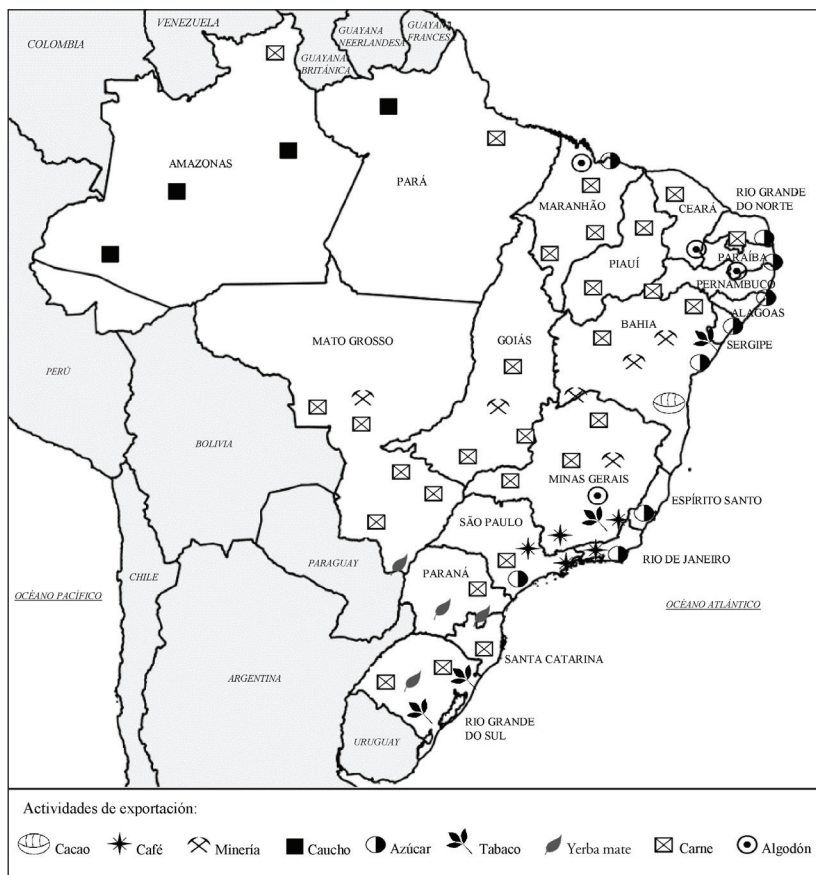 VENEZUELA
COLOMBIA
GUAYANA
BRITÁNICA
GUAYANA
NEERLANDESA
GUAYANA
FRANCES
AMAZONAS
PARÁ
MARANHÃO
CEARÁ
RIO GRANDE
DO NORTE
PARAÍBA
PIAUÍ
PERNAMBUCO
ALAGOAS
SERGIPE
BAHIA
MATO GROSSO
GOIÁS
PERÚ
BOLIVIA
MINAS GERAIS
ESPÍRITO SANTO
SÃO PAULO
RIO DE JANEIRO
PARAGUAY
PARANÁ
CHILE
OCÉANO PACÍFICO
OCÉANO ATLÁNTICO
SANTA CATARINA
ARGENTINA
RIO GRANDE
DO SUL
URUGUAY
Actividades de exportación:
Cacao Café Minería Caucho Azúcar Tabaco Yerba mate Carne Algodón